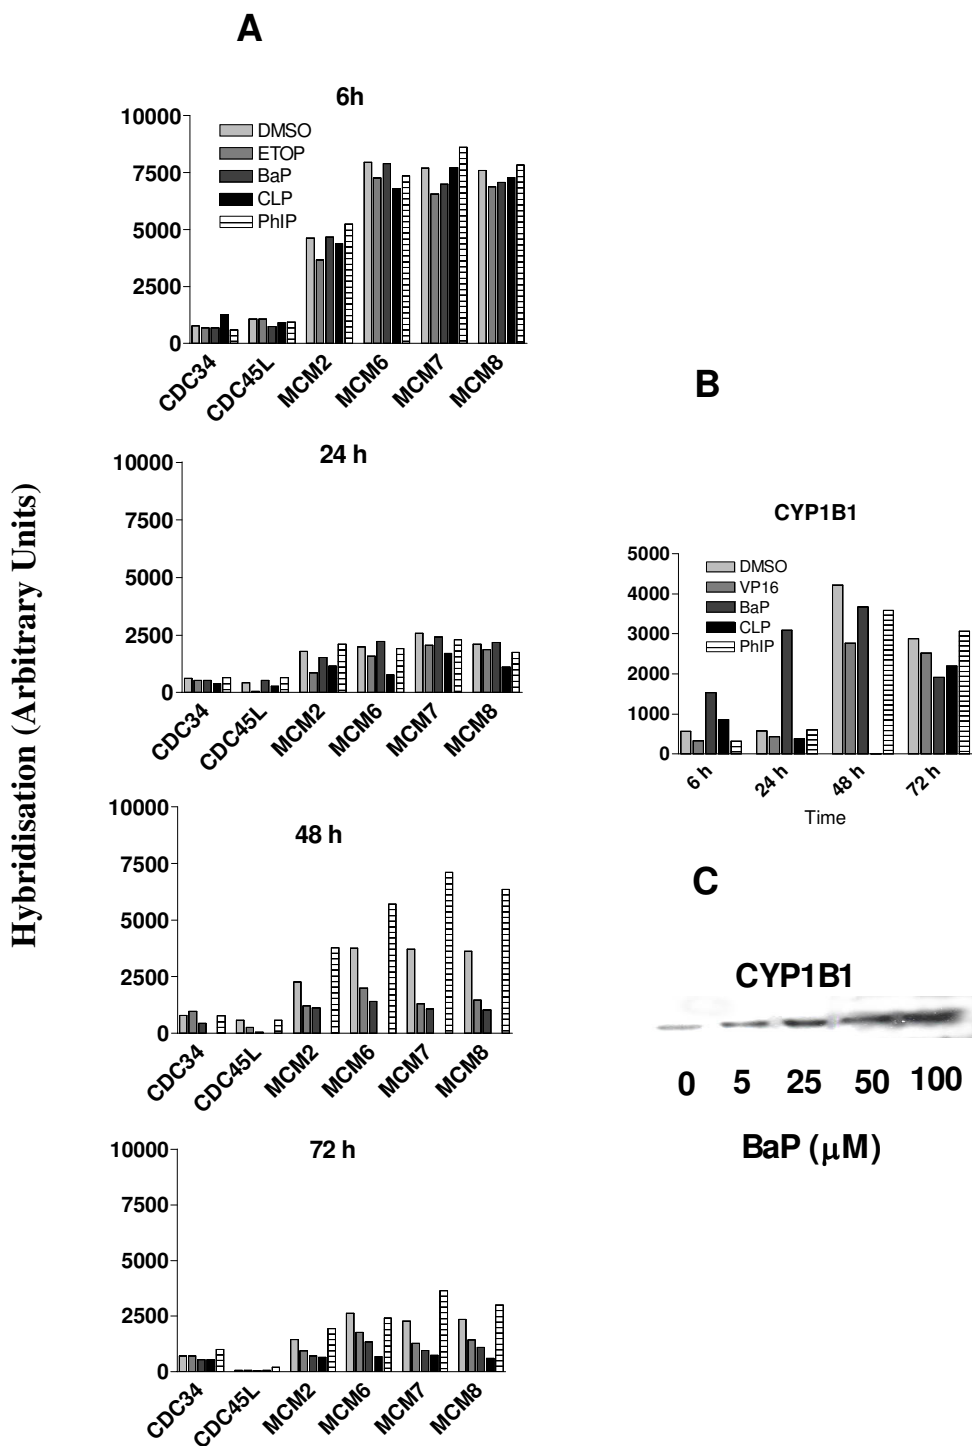 A
6h
10000
7500
5000
2500
0
DMSO
ETOP
BaP
CLP
PhIP
CDC34
CDC45L
MCM2
MCM6
MCM7
MCM8
24 h
10000
7500
5000
2500
0
CDC34
CDC45L
MCM2
MCM6
MCM7
MCM8
48 h
10000
7500
5000
2500
0
CDC34
CDC45L
MCM2
MCM6
MCM7
MCM8
72 h
10000
7500
5000
2500
0
CDC34
CDC45L
MCM2
MCM6
MCM7
MCM8
Hybridisation (Arbitrary Units)
B
CYP1B1
5000
4000
3000
2000
1000
0
DMSO
VP16
BaP
CLP
PhIP
6 h
24 h
48 h
72 h
Time
C
CYP1B1
0 5 25 50 100
BaP (μM)